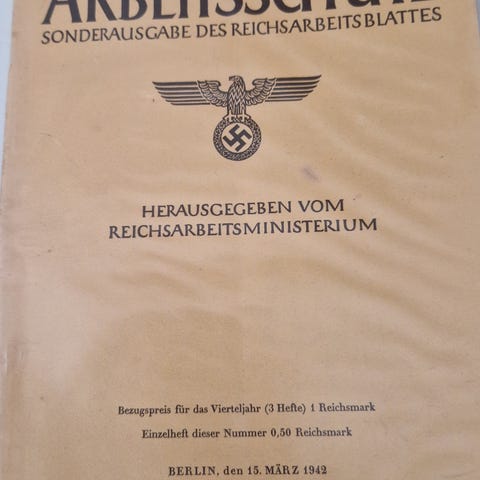 ARBEITSSCHUTZ
SONDERAUSGABE DES REICHSARBEITSBLATTES
HERAUSGEGEBEN VOM
REICHSARBEITSMINISTERIUM
Bezugspreis für das Vierteljahr (3 Hefte) 1 Reichsmark
Einzelheft dieser Nummer 0,50 Reichsmark
BERLIN, den 15. MÄRZ 1942